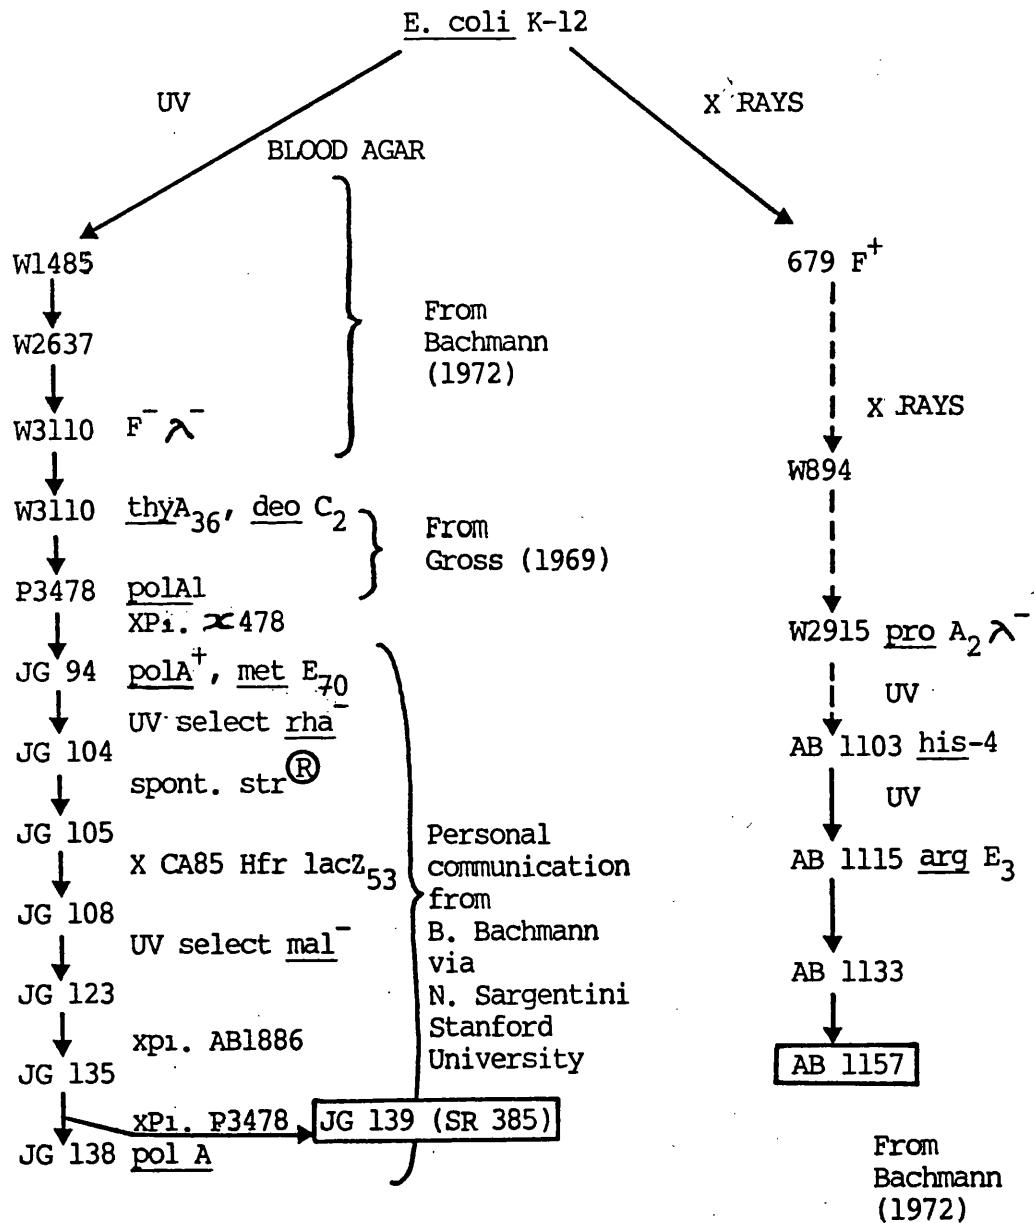 E. coli K-12
UV
X RAYS
BLOOD AGAR
W1485
W2637
W3110 F⁻ λ⁻
From
Bachmann
(1972)
W3110 thyA₃₆, deo C₂
P3478 polA1
From
Gross (1969)
XPi. x478
JG 94 polA⁺, met E₇₀
UV select rha⁻
JG 104
spont. str Ⓡ
JG 105
X CA85 Hfr lacZ₅₃
JG 108
UV select mal⁻
JG 123
xpi. AB1886
JG 135
xPi. P3478
JG 139 (SR 385)
JG 138 pol A
Personal
communication
from
B. Bachmann
via
N. Sargentini
Stanford
University
679 F⁺
X RAYS
W894
W2915 pro A₂ λ⁻
UV
AB 1103 his-4
UV
AB 1115 arg E₃
AB 1133
AB 1157
From
Bachmann
(1972)